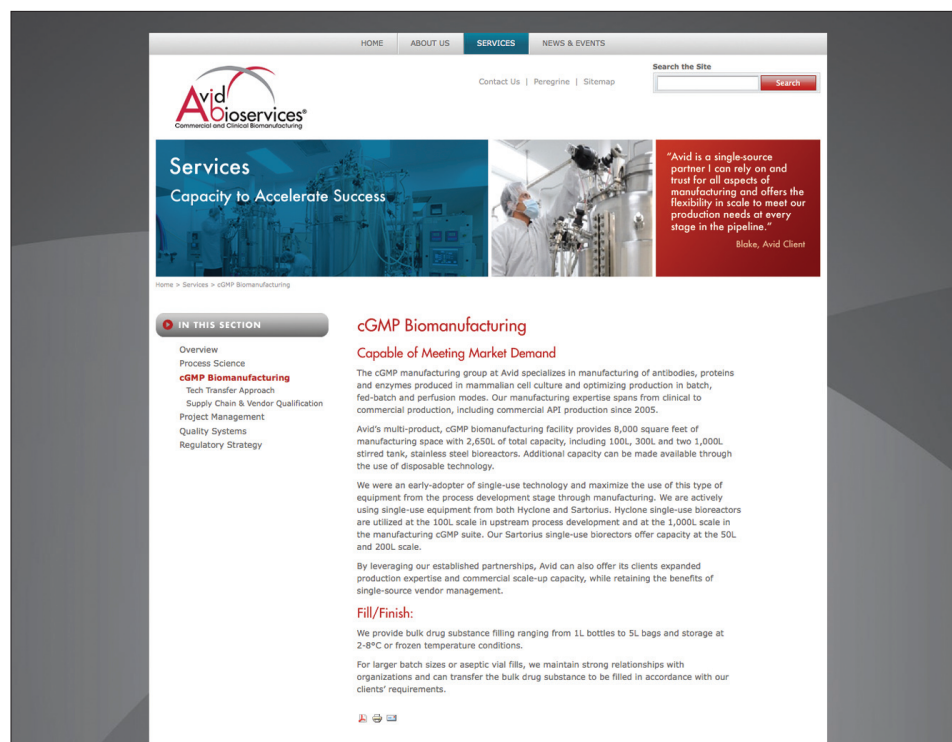 HOME
ABOUT US
SERVICES
NEWS & EVENTS
Avid
Bioservices®
Commercial and Clinical Biomanufacturing
Contact Us | Peregrine | Sitemap
Search the Site
Search
Services
Capacity to Accelerate Success
"Avid is a single-source
partner I can rely on and
trust for all aspects of
manufacturing and offers the
flexibility in scale to meet our
production needs at every
stage in the pipeline."
Blake, Avid Client
Home > Services > cGMP Biomanufacturing
IN THIS SECTION
Overview
Process Science
cGMP Biomanufacturing
Tech Transfer Approach
Supply Chain & Vendor Qualification
Project Management
Quality Systems
Regulatory Strategy
cGMP Biomanufacturing
Capable of Meeting Market Demand
The cGMP manufacturing group at Avid specializes in manufacturing of antibodies, proteins
and enzymes produced in mammalian cell culture and optimizing production in batch,
fed-batch and perfusion modes. Our manufacturing expertise spans from clinical to
commercial production, including commercial API production since 2005.
Avid's multi-product, cGMP biomanufacturing facility provides 8,000 square feet of
manufacturing space with 2,650L of total capacity, including 100L, 300L and two 1,000L
stirred tank, stainless steel bioreactors. Additional capacity can be made available through
the use of disposable technology.
We were an early-adopter of single-use technology and maximize the use of this type of
equipment from the process development stage through manufacturing. We are actively
using single-use equipment from both Hyclone and Sartorius. Hyclone single-use bioreactors
are utilized at the 100L scale in upstream process development and at the 1,000L scale in
the manufacturing cGMP suite. Our Sartorius single-use biorectors offer capacity at the 50L
and 200L scale.
By leveraging our established partnerships, Avid can also offer its clients expanded
production expertise and commercial scale-up capacity, while retaining the benefits of
single-source vendor management.
Fill/Finish:
We provide bulk drug substance filling ranging from 1L bottles to 5L bags and storage at
2-8°C or frozen temperature conditions.
For larger batch sizes or aseptic vial fills, we maintain strong relationships with
organizations and can transfer the bulk drug substance to be filled in accordance with our
clients' requirements.